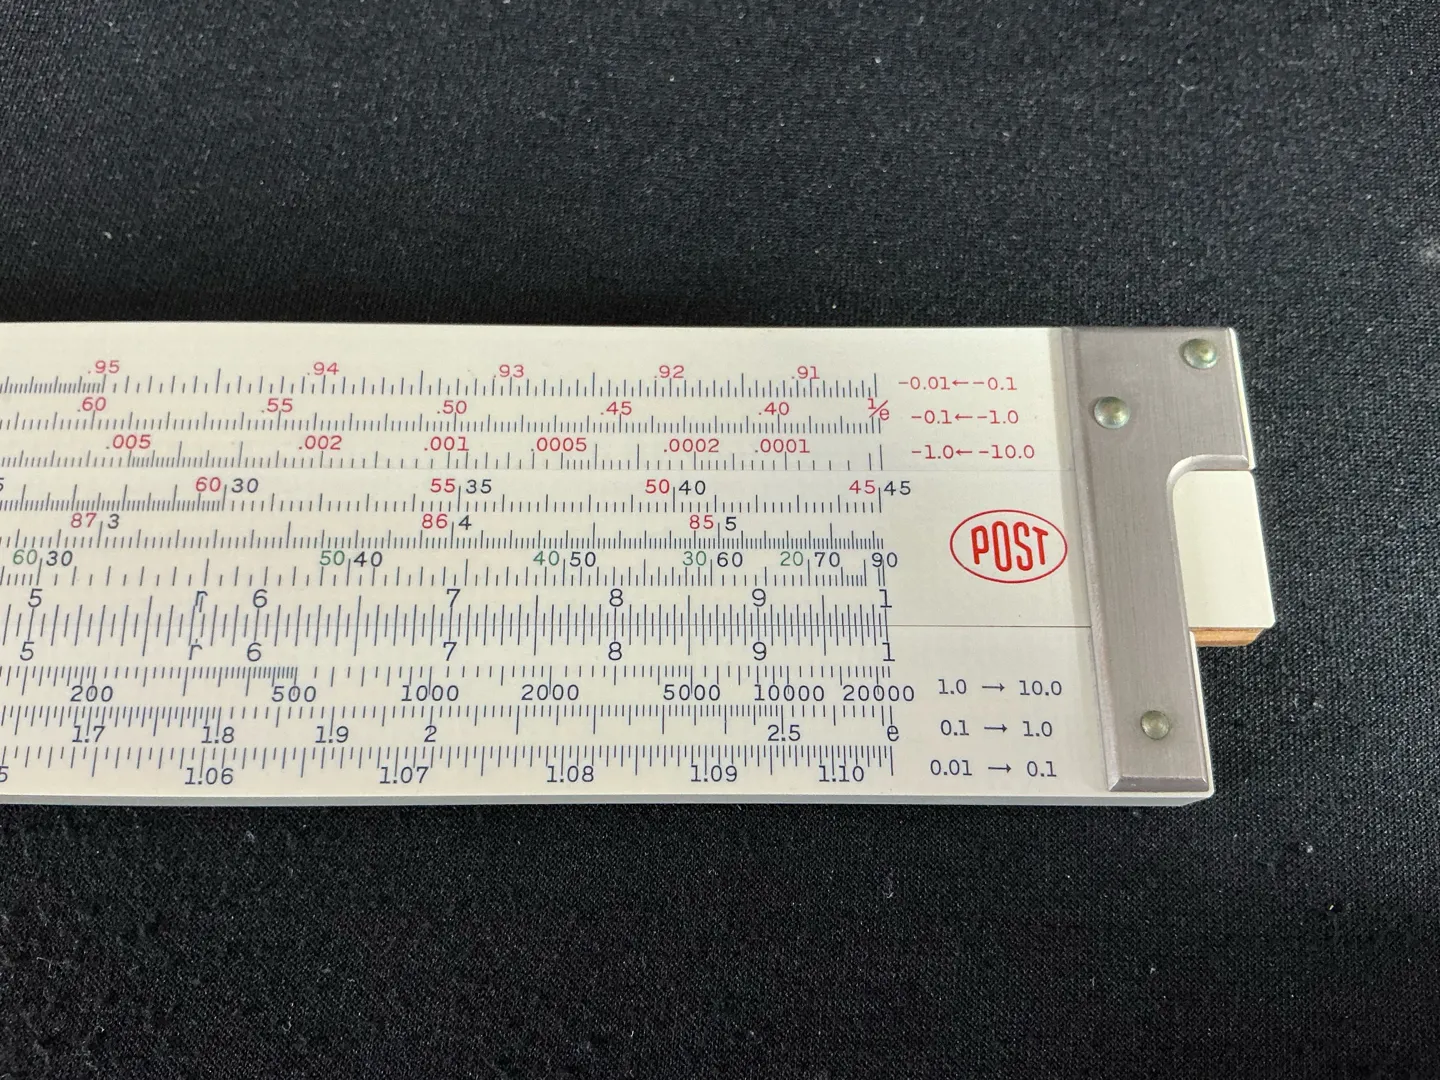 .95 .94 .93 .92 .91 -0.01←-0.1
.60 .55 .50 .45 .40 1/e -0.1←-1.0
.005 .002 .001 .0005 .0002 .0001 -1.0←-10.0
60 30 55 35 50 40 45 45
87 3 86 4 85 5
POST
60 30 50 40 40 50 30 60 20 70 90
5 r 6 7 8 9 1
5 r 6 7 8 9 1
200 500 1000 2000 5000 10000 20000 1.0 → 10.0
1.7 1.8 1.9 2 2.5 e 0.1 → 1.0
1.06 1.07 1.08 1.09 1.10 0.01 → 0.1